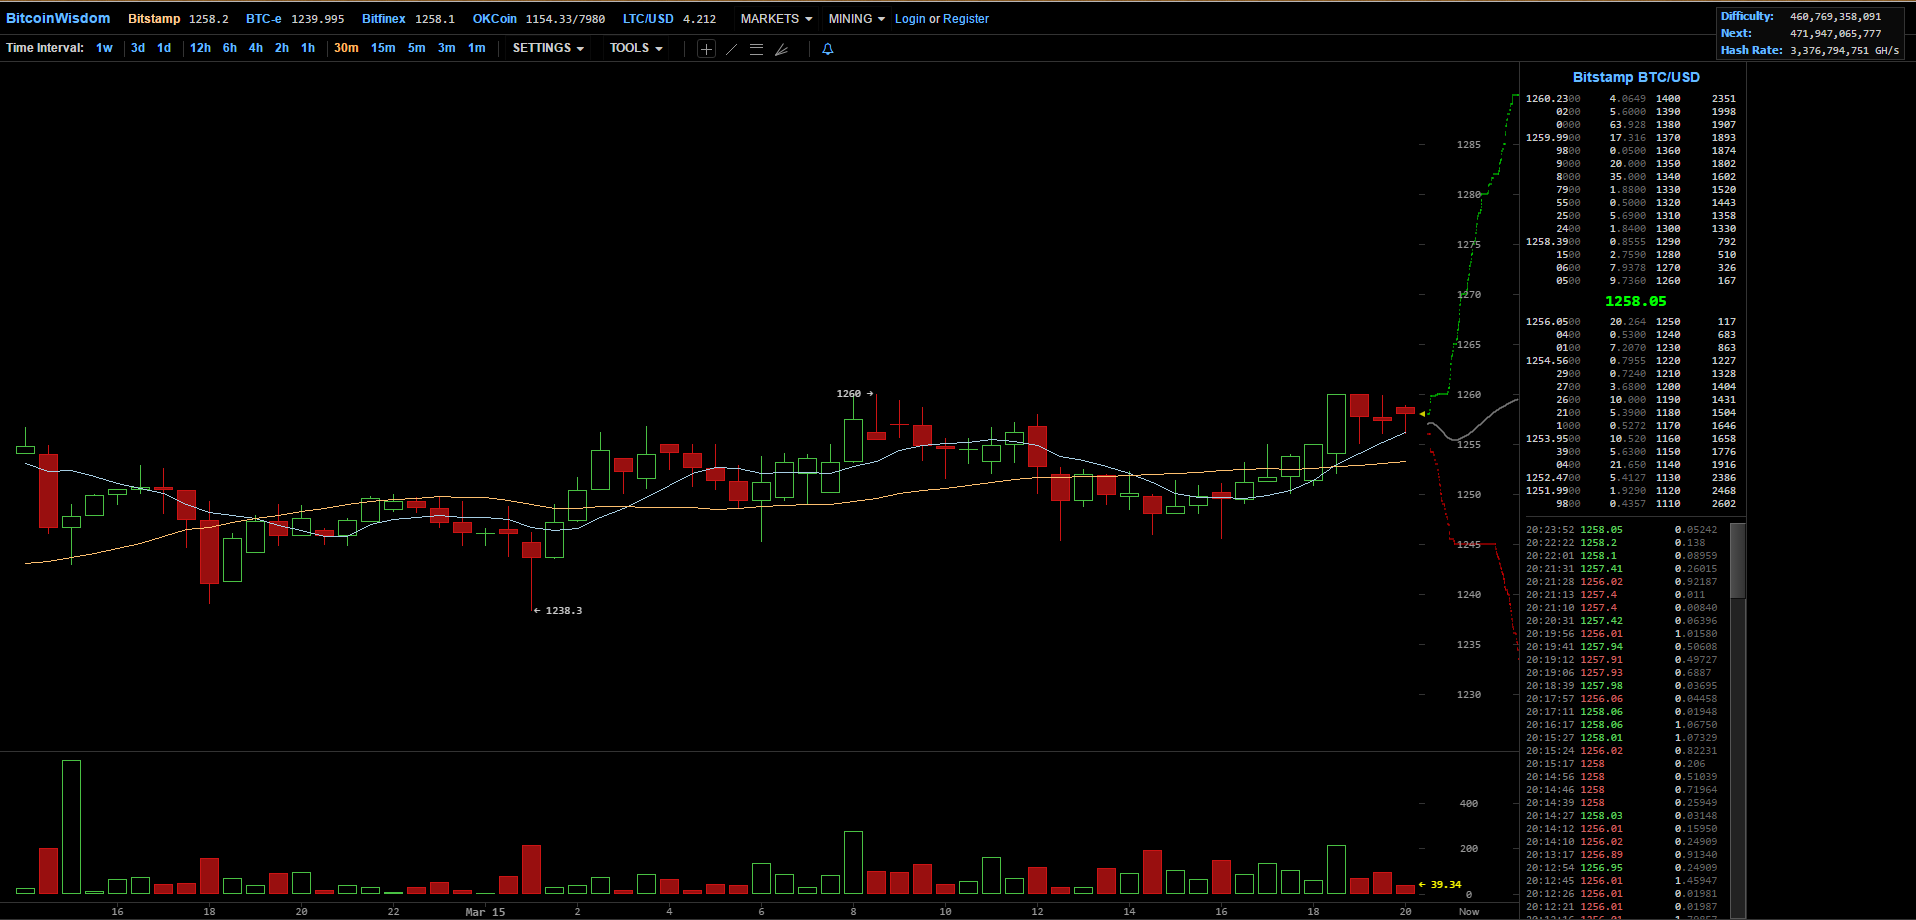 BitcoinWisdom Bitstamp 1258.2 BTC-e 1239.995 Bitfinex 1258.1 OKCoin 1154.33/7980 LTC/USD 4.212 MARKETS MINING Login or Register
Difficulty: 460,769,358,091
Next: 471,947,065,777
Hash Rate: 3,376,794,751 GH/s
Time Interval: 1w 3d 1d 12h 6h 4h 2h 1h 30m 15m 5m 3m 1m SETTINGS TOOLS
1285
1280
1275
1270
1265
1260
1255
1250
1245
1240
1235
1230
1260
1238.3
400
200
39.34
0
16 18 20 22 Mar 15 2 4 6 8 10 12 14 16 18 20 Now
Bitstamp BTC/USD
1260.2300 4.0649 1400 2351
0200 5.6000 1390 1998
0000 63.928 1380 1907
1259.9900 17.316 1370 1893
9800 0.0500 1360 1874
9000 20.000 1350 1802
8000 35.000 1340 1602
7900 1.8800 1330 1520
5500 0.5000 1320 1443
2500 5.6900 1310 1358
2400 1.8400 1300 1330
1258.3900 0.8555 1290 792
1500 2.7590 1280 510
0600 7.9378 1270 326
0500 9.7360 1260 167
1258.05
1256.0500 20.264 1250 117
0400 0.5300 1240 683
0100 7.2070 1230 863
1254.5600 0.7955 1220 1227
2900 0.7240 1210 1328
2700 3.6800 1200 1404
2600 10.000 1190 1431
2100 5.3900 1180 1504
1000 0.5272 1170 1646
1253.9500 10.520 1160 1658
3900 5.6300 1150 1776
0400 21.650 1140 1916
1252.4700 5.4127 1130 2386
1251.9900 1.9290 1120 2468
9800 0.4357 1110 2602
20:23:52 1258.05 0.05242
20:22:22 1258.2 0.138
20:22:01 1258.1 0.08959
20:21:31 1257.41 0.26015
20:21:28 1256.02 0.92187
20:21:13 1257.4 0.011
20:21:10 1257.4 0.00840
20:20:31 1257.42 0.06396
20:19:56 1256.01 1.01580
20:19:41 1257.94 0.50608
20:19:12 1257.91 0.49727
20:19:06 1257.93 0.6887
20:18:39 1257.98 0.03695
20:17:57 1256.06 0.04458
20:17:11 1258.06 0.01948
20:16:17 1258.06 1.06750
20:15:27 1258.01 1.07329
20:15:24 1256.02 0.82231
20:15:17 1258 0.206
20:14:56 1258 0.51039
20:14:46 1258 0.71964
20:14:39 1258 0.25949
20:14:27 1258.03 0.03148
20:14:12 1256.01 0.15950
20:14:10 1256.02 0.24909
20:13:17 1256.89 0.91340
20:12:54 1256.95 0.24909
20:12:45 1256.01 1.45947
20:12:26 1256.01 0.01981
20:12:21 1256.01 0.01987